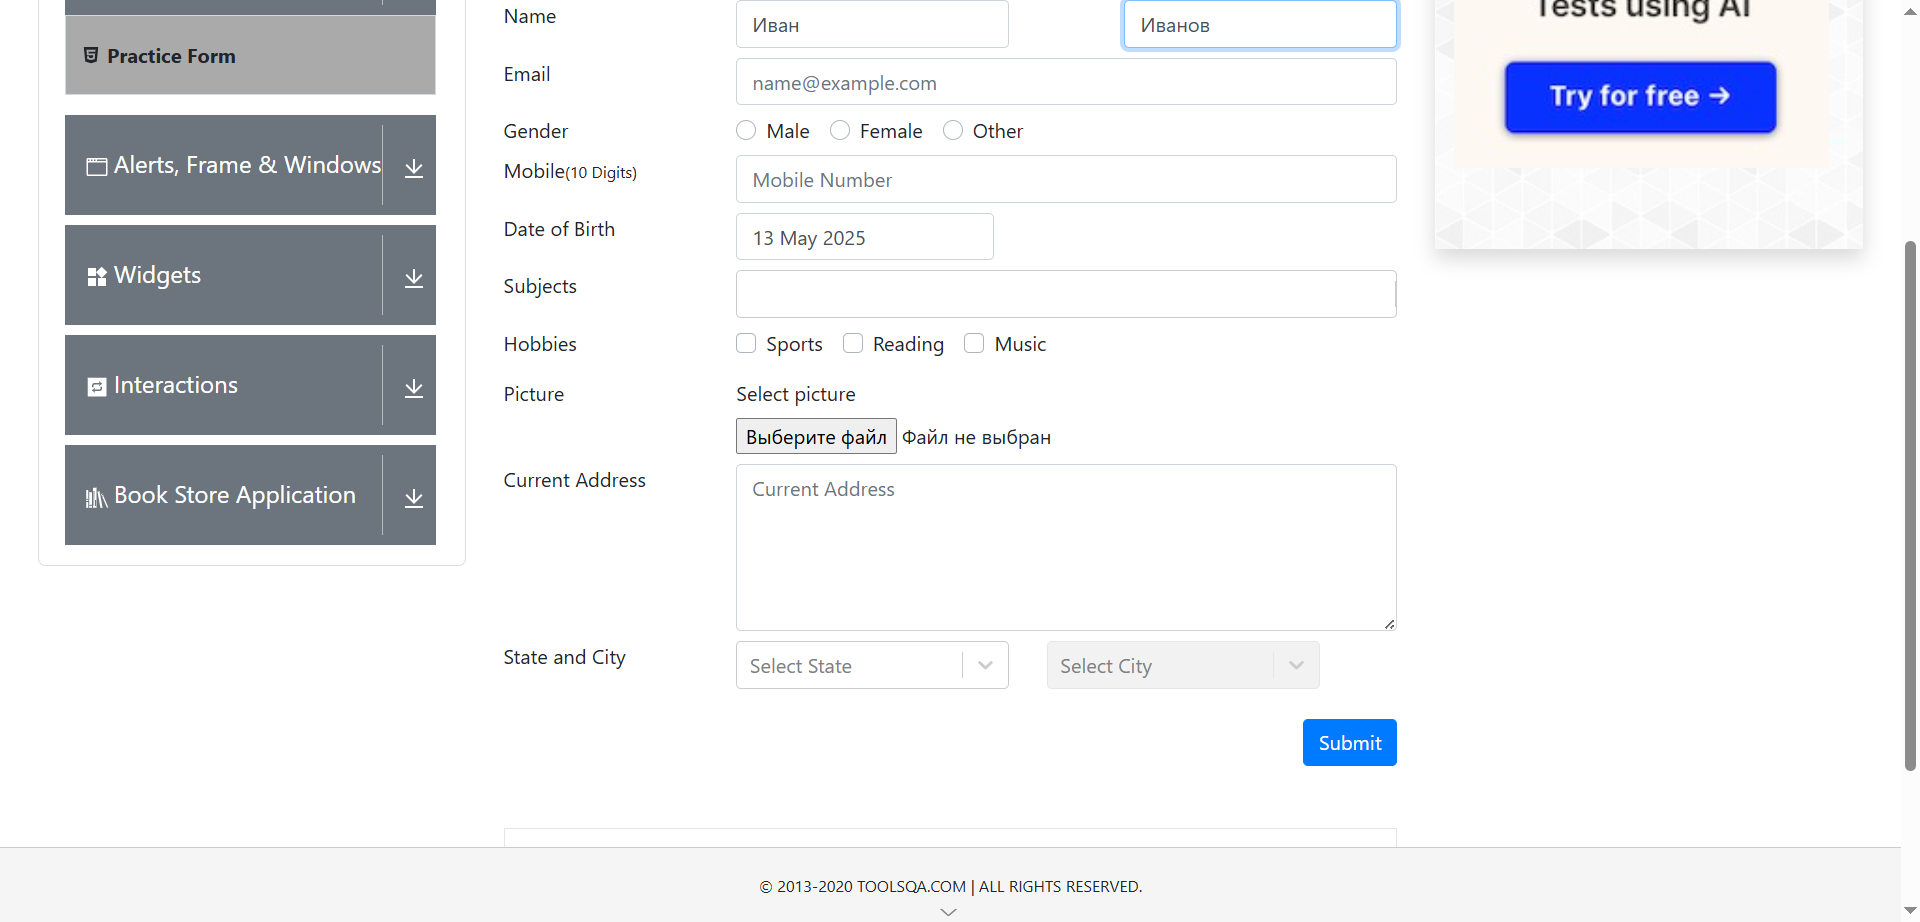 Practice Form
Alerts, Frame & Windows
Widgets
Interactions
Book Store Application
Name
Иван
Иванов
Email
name@example.com
Gender
Male
Female
Other
Mobile(10 Digits)
Mobile Number
Date of Birth
13 May 2025
Subjects
Hobbies
Sports
Reading
Music
Picture
Select picture
Выберите файл Файл не выбран
Current Address
Current Address
State and City
Select State
Select City
Submit
Tests using AI
Try for free →
© 2013-2020 TOOLSQA.COM | ALL RIGHTS RESERVED.